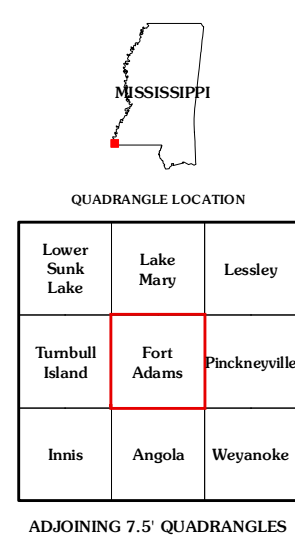 MISSISSIPPI
QUADRANGLE LOCATION
Lower
Sunk
Lake
Lake
Mary
Lessley
Turnbull
Island
Fort
Adams
Pinckneyville
Innis
Angola
Weyanoke
ADJOINING 7.5' QUADRANGLES